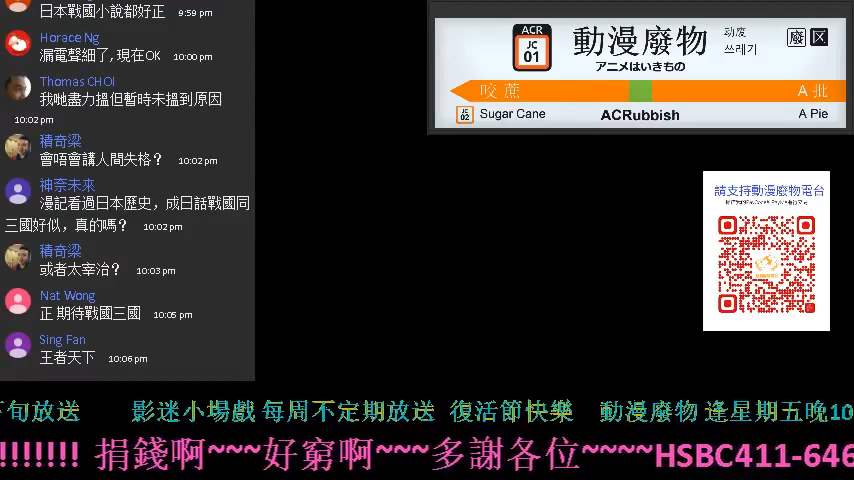 日本戰國小說都好正 9:59 pm
Horace Ng
漏電聲細了, 現在OK 10:00 pm
Thomas CHOI
我哋盡力搵但暫時未搵到原因
10:02 pm
積奇梁
會唔會講人間失格？ 10:02 pm
神奈未來
漫記看過日本歷史，成日話戰國同
三國好似，真的嗎？ 10:02 pm
積奇梁
或者太宰治？ 10:03 pm
Nat Wong
正 期待戰國三國 10:05 pm
Sing Fan
王者天下 10:06 pm
ACR
JC
01
動漫廢物
アニメはいきもの
动废
쓰레기
廢 区
咬蔗
A 批
JC
02
Sugar Cane
ACRubbish
A Pie
請支持動漫廢物電台
下旬放送 影迷小場戲 每周不定期放送 復活節快樂 動漫廢物 逢星期五晚10
!!!!!!! 捐錢啊~~~好窮啊~~~多謝各位~~~~HSBC411-646